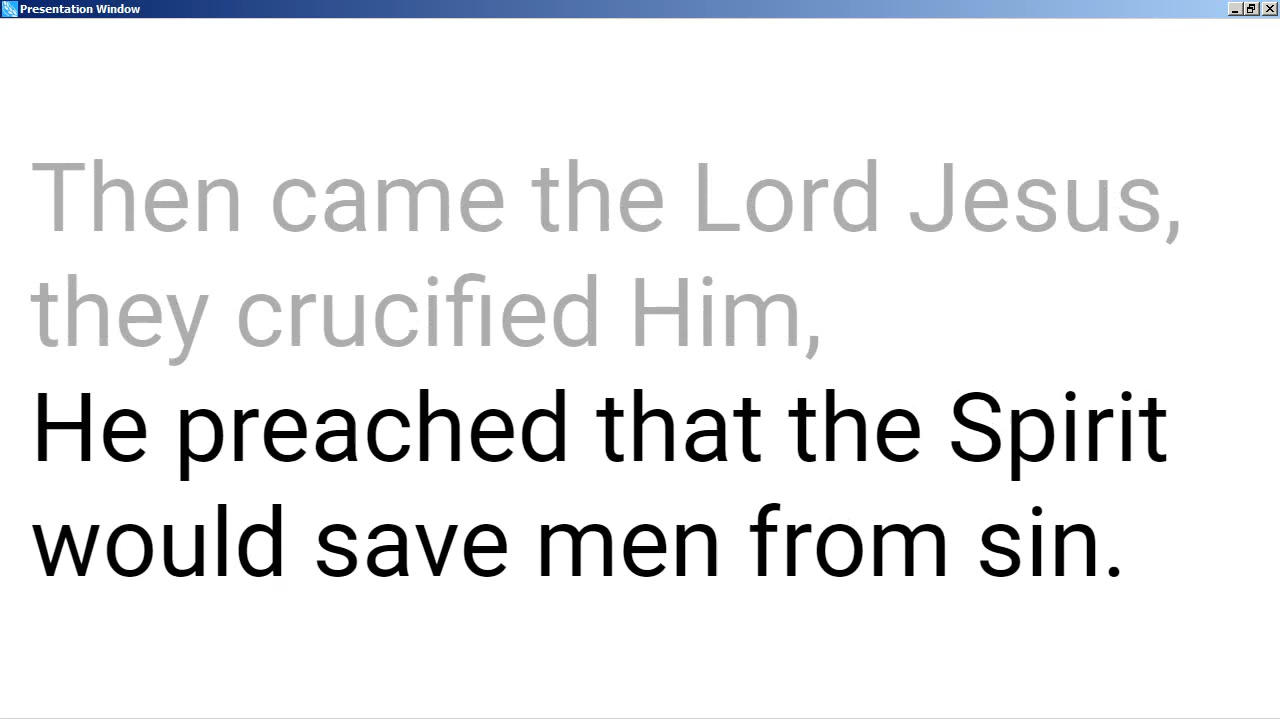 Presentation Window
Then came the Lord Jesus,
they crucified Him,
He preached that the Spirit
would save men from sin.